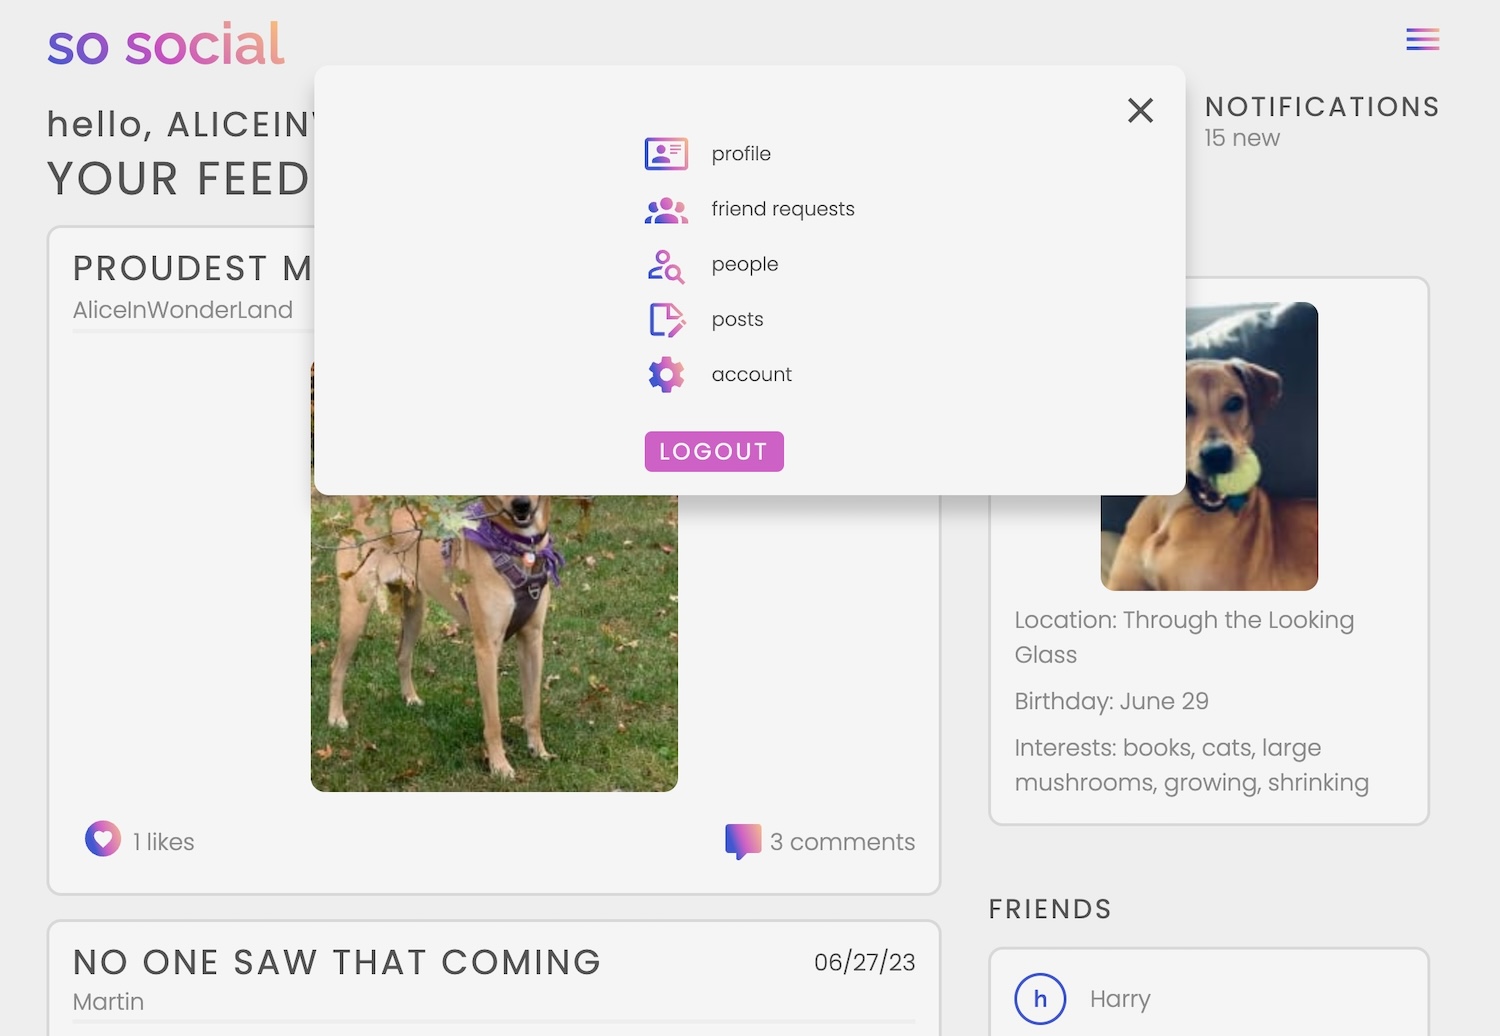 so social
hello, ALICEIN
YOUR FEED
NOTIFICATIONS
15 new
profile
friend requests
people
posts
account
LOGOUT
PROUDEST M
AliceInWonderLand
1 likes
3 comments
Location: Through the Looking
Glass
Birthday: June 29
Interests: books, cats, large
mushrooms, growing, shrinking
NO ONE SAW THAT COMING
06/27/23
Martin
FRIENDS
h
Harry